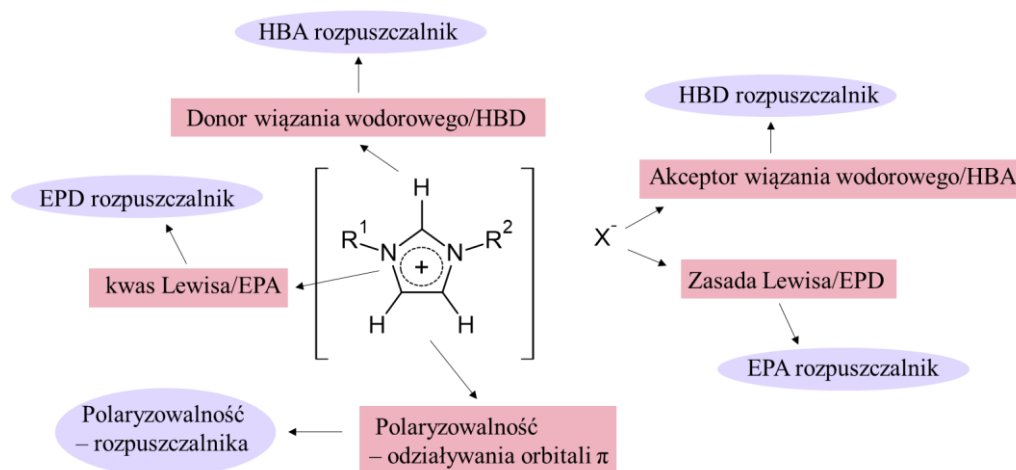 HBA rozpuszczalnik
Donor wiązania wodorowego/HBD
HBD rozpuszczalnik
Akceptor wiązania wodorowego/HBA
EPD rozpuszczalnik
kwas Lewisa/EPA
H
R1
N
N
R2
+
H
H
X-
Zasada Lewisa/EPD
EPA rozpuszczalnik
Polaryzowalność
– rozpuszczalnika
Polaryzowalność
– odziaływania orbitali π